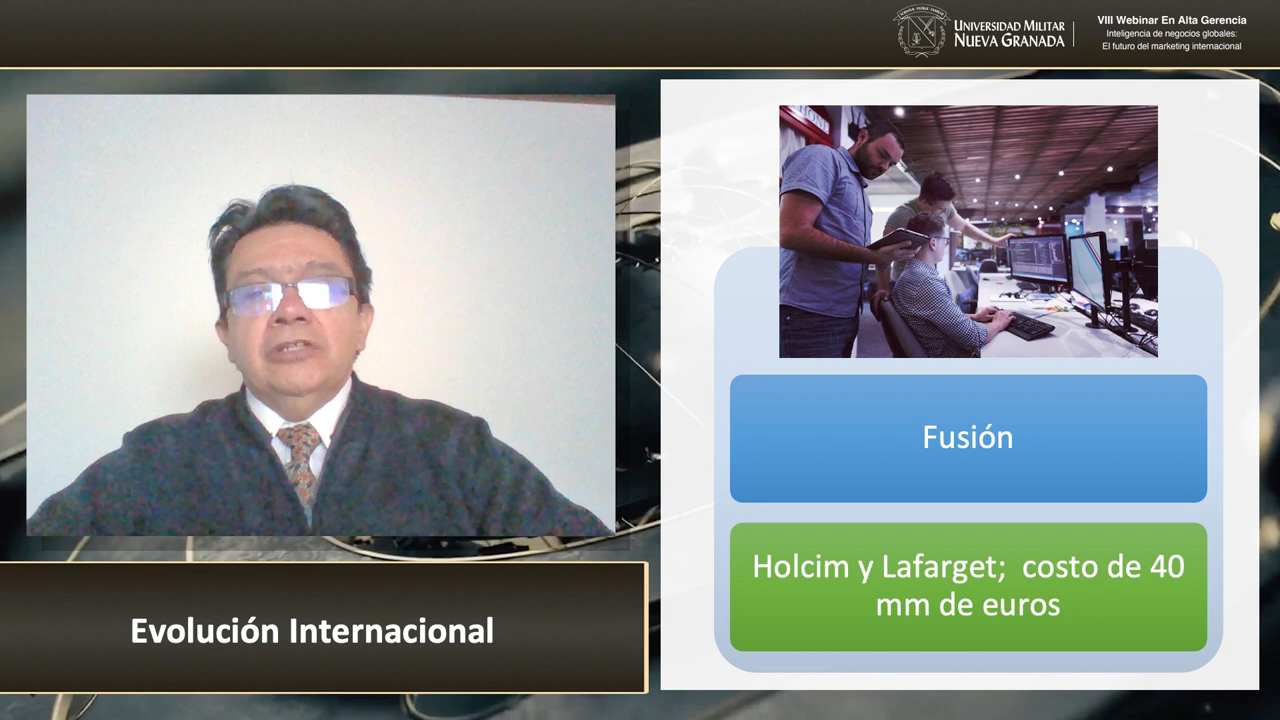 UNIVERSIDAD MILITAR
NUEVA GRANADA
VIII Webinar En Alta Gerencia
Inteligencia de negocios globales:
El futuro del marketing internacional
Fusión
Holcim y Lafarget; costo de 40
mm de euros
Evolución Internacional